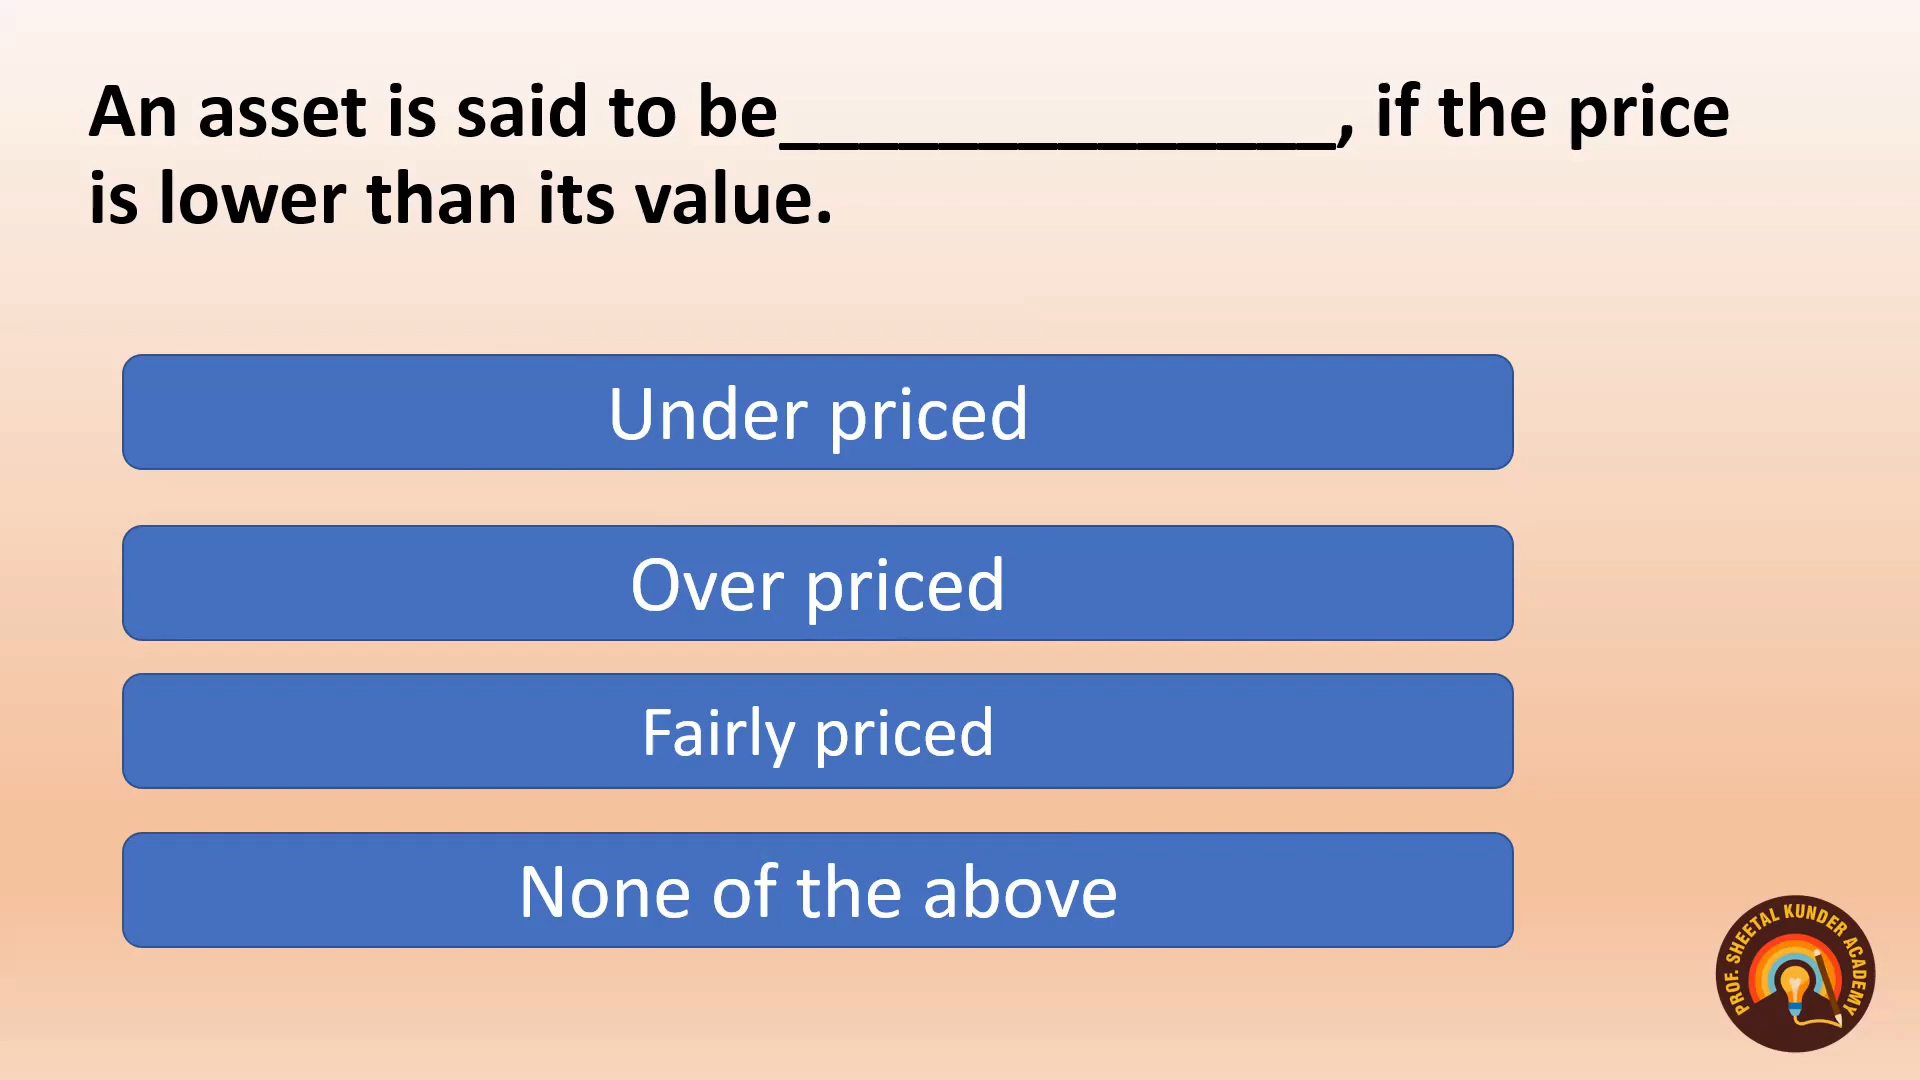 An asset is said to be______________, if the price
is lower than its value.
Under priced
Over priced
Fairly priced
None of the above
PROF. SHEETAL KUNDER ACADEMY